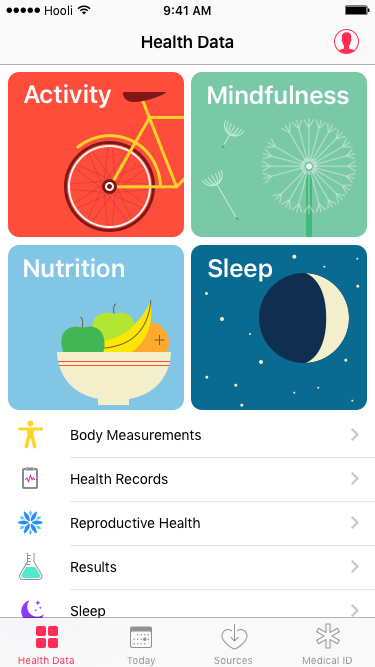 Hooli 9:41 AM
Health Data
Activity
Mindfulness
Nutrition
Sleep
Body Measurements
Health Records
Reproductive Health
Results
Sleep
Health Data Today Sources Medical ID